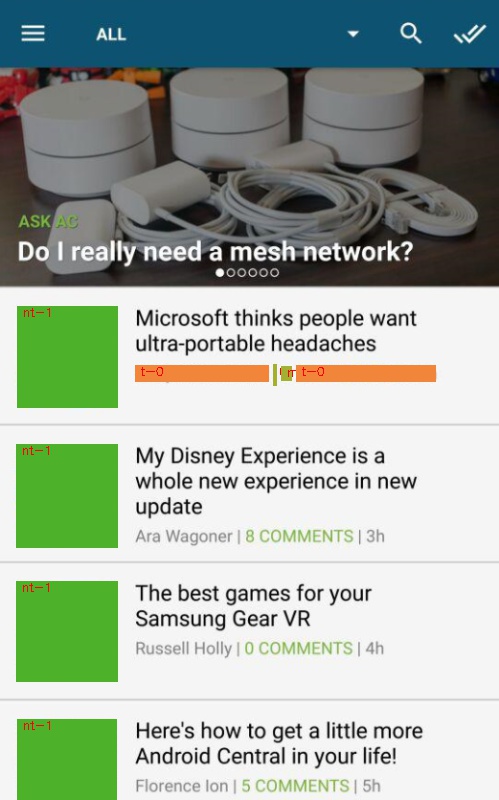 ALL
ASK AC
Do I really need a mesh network?
nt-1
Microsoft thinks people want
ultra-portable headaches
t-0
t-0
nt-1
My Disney Experience is a
whole new experience in new
update
Ara Wagoner | 8 COMMENTS | 3h
nt-1
The best games for your
Samsung Gear VR
Russell Holly | 0 COMMENTS | 4h
nt-1
Here's how to get a little more
Android Central in your life!
Florence Ion | 5 COMMENTS | 5h